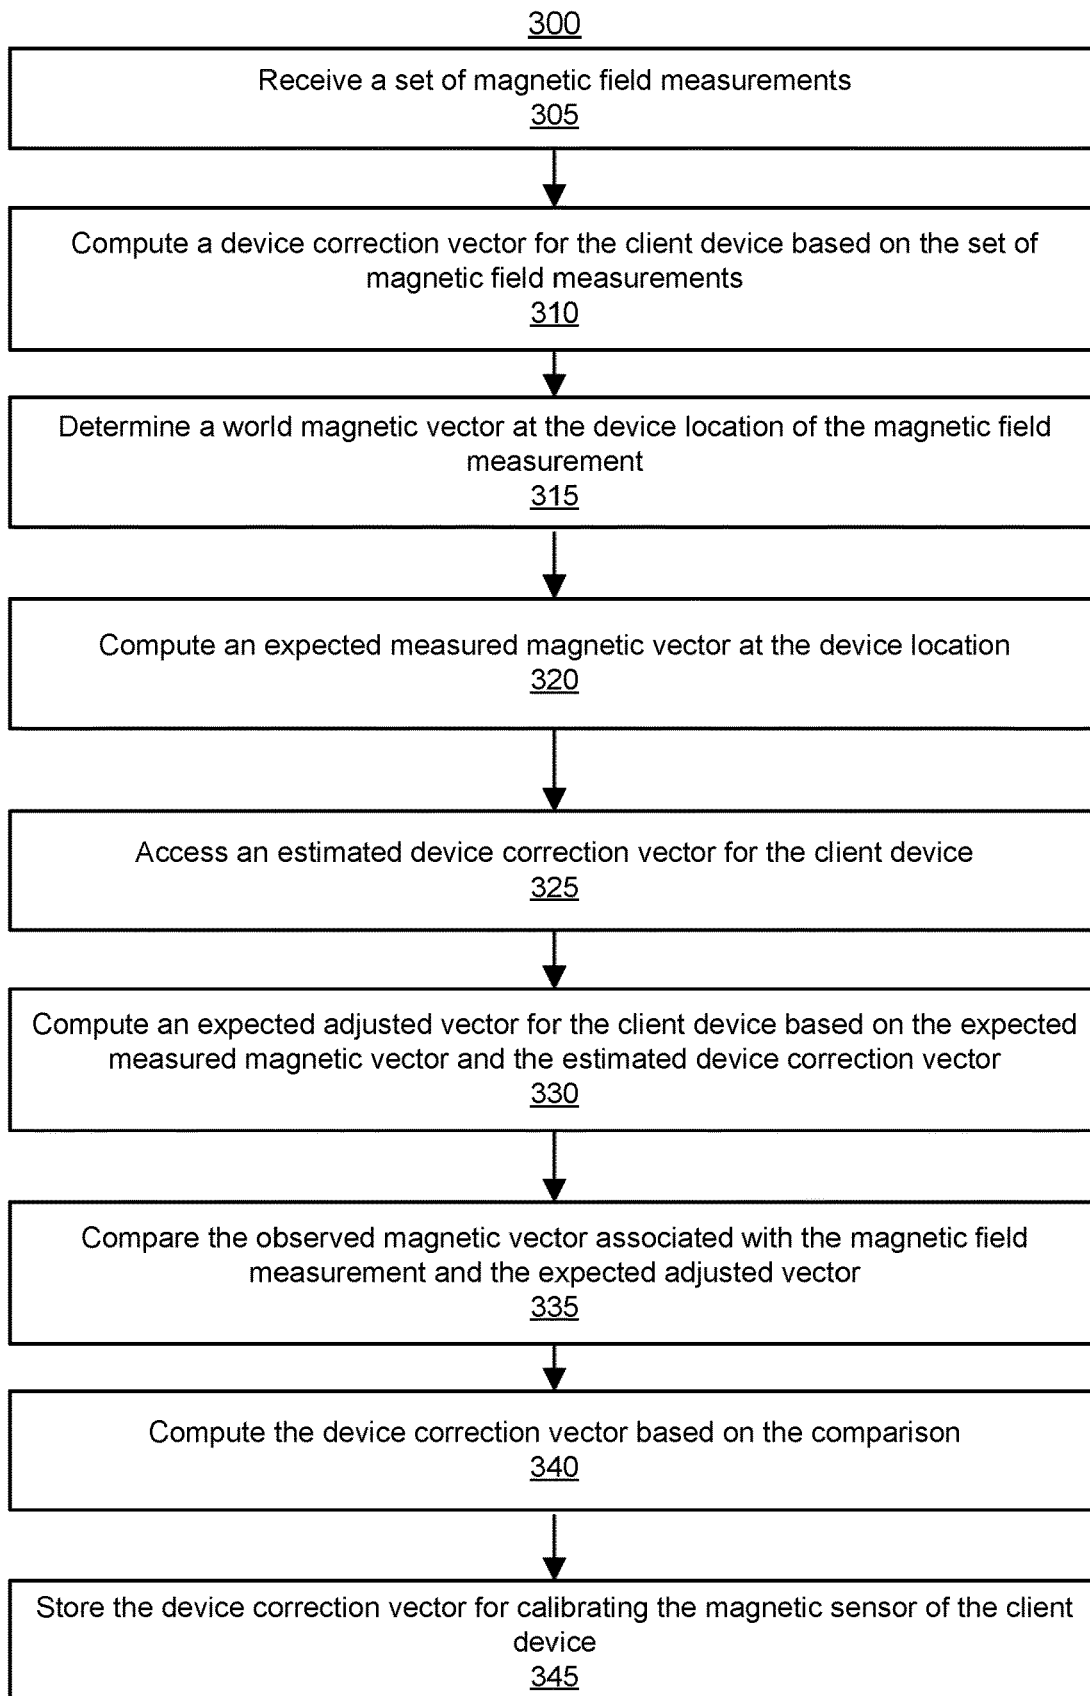 300
Receive a set of magnetic field measurements
305
Compute a device correction vector for the client device based on the set of
magnetic field measurements
310
Determine a world magnetic vector at the device location of the magnetic field
measurement
315
Compute an expected measured magnetic vector at the device location
320
Access an estimated device correction vector for the client device
325
Compute an expected adjusted vector for the client device based on the expected
measured magnetic vector and the estimated device correction vector
330
Compare the observed magnetic vector associated with the magnetic field
measurement and the expected adjusted vector
335
Compute the device correction vector based on the comparison
340
Store the device correction vector for calibrating the magnetic sensor of the client
device
345